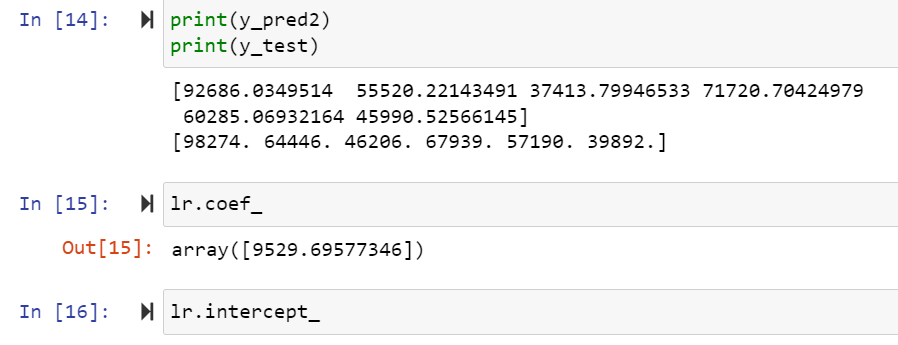 In [14]: print(y_pred2)
print(y_test)
[92686.0349514  55520.22143491 37413.79946533 71720.70424979
 60285.06932164 45990.52566145]
[98274. 64446. 46206. 67939. 57190. 39892.]
In [15]: lr.coef_
Out[15]: array([9529.69577346])
In [16]: lr.intercept_